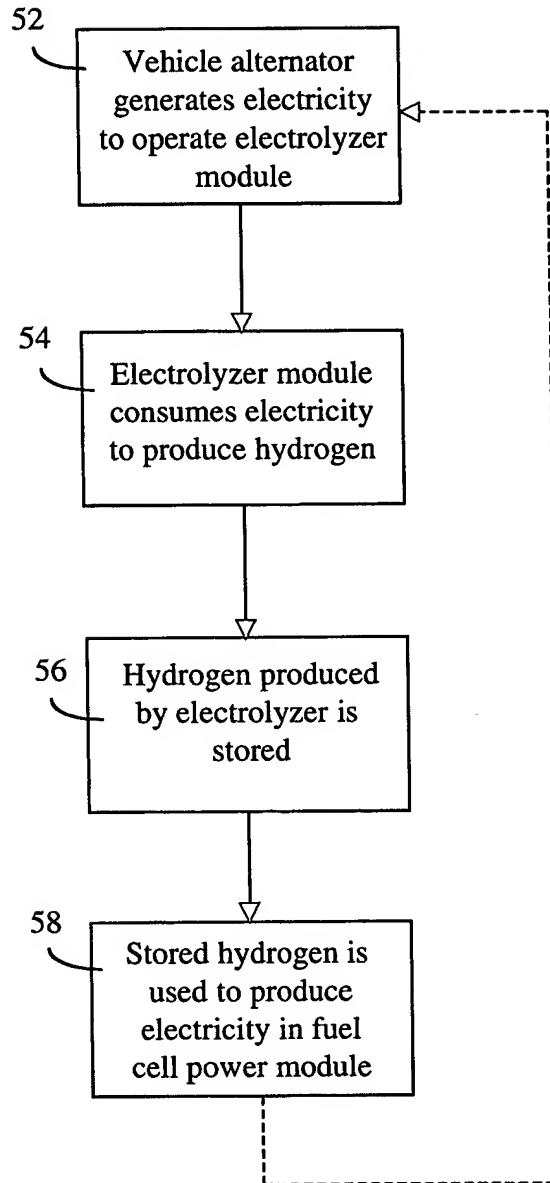 52
Vehicle alternator
generates electricity
to operate electrolyzer
module
54
Electrolyzer module
consumes electricity
to produce hydrogen
56
Hydrogen produced
by electrolyzer is
stored
58
Stored hydrogen is
used to produce
electricity in fuel
cell power module